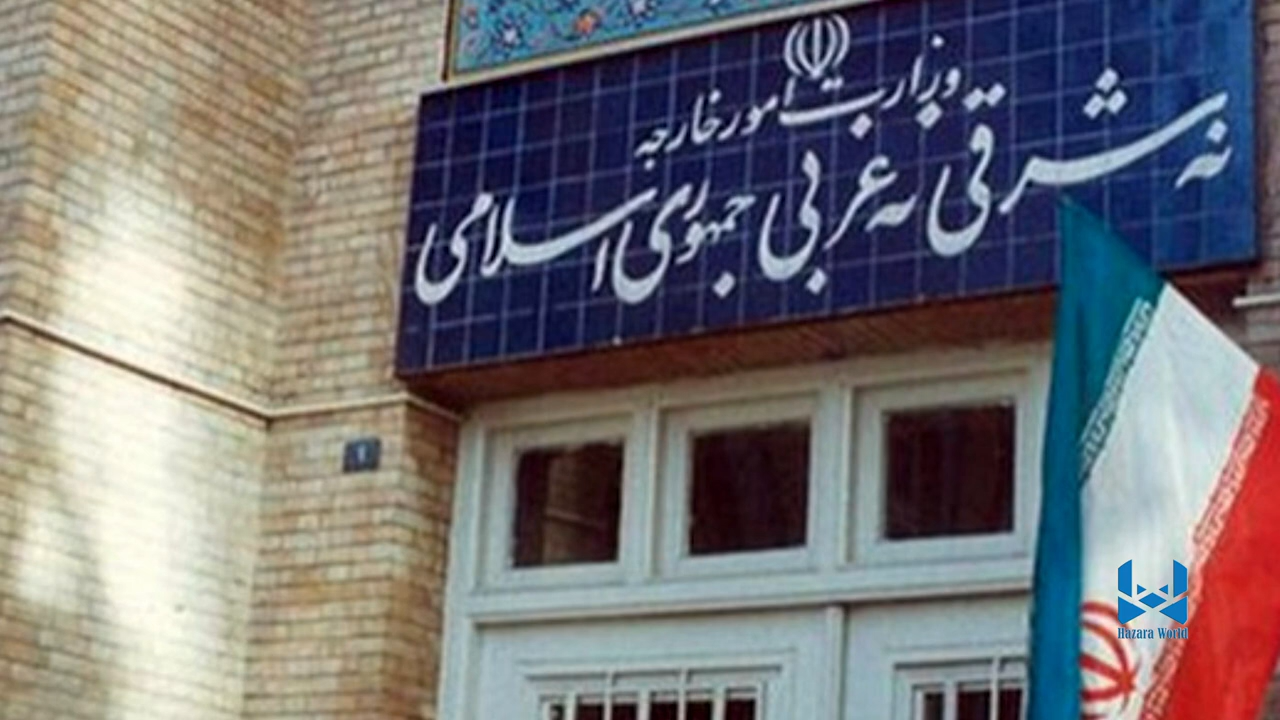 وزارت امور خارجه
نه شرقی نه غربی جمهوری اسلامی
Hazara World